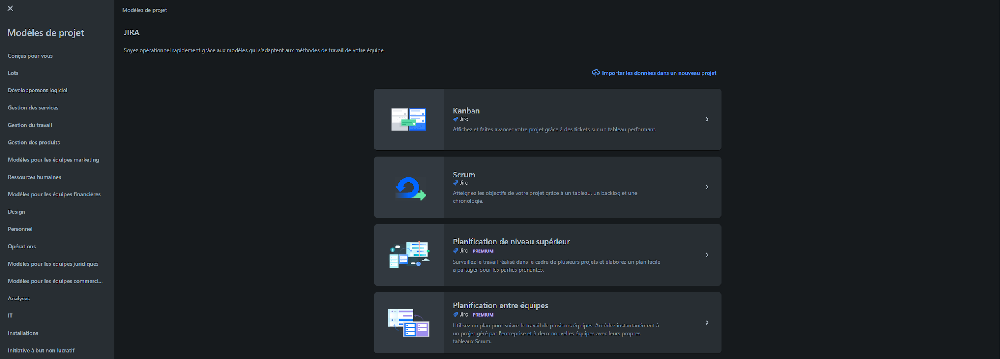 Modèles de projet
Conçus pour vous
Lots
Développement logiciel
Gestion des services
Gestion du travail
Gestion des produits
Modèles pour les équipes marketing
Ressources humaines
Modèles pour les équipes financières
Design
Personnel
Opérations
Modèles pour les équipes juridiques
Modèles pour les équipes commerci...
Analyses
IT
Installations
Initiative à but non lucratif
Modèles de projet
JIRA
Soyez opérationnel rapidement grâce aux modèles qui s'adaptent aux méthodes de travail de votre équipe.
Importer les données dans un nouveau projet
Kanban
Jira
Affichez et faites avancer votre projet grâce à des tickets sur un tableau performant.
Scrum
Jira
Atteignez les objectifs de votre projet grâce à un tableau, un backlog et une
chronologie.
Planification de niveau supérieur
Jira PREMIUM
Surveillez le travail réalisé dans le cadre de plusieurs projets et élaborez un plan facile
à partager pour les parties prenantes.
Planification entre équipes
Jira PREMIUM
Utilisez un plan pour suivre le travail de plusieurs équipes. Accédez instantanément à
un projet géré par l'entreprise et à deux nouvelles équipes avec leurs propres
tableaux Scrum.